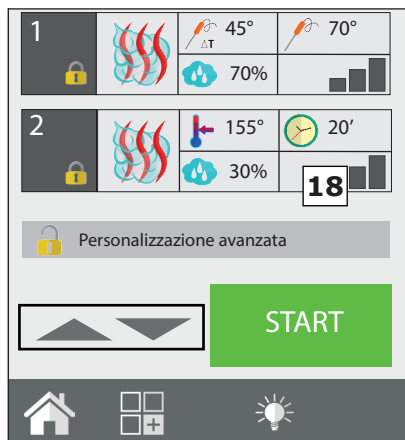 1 45° 70°
ΔT
70%
2 155° 20’
30% 18
Personalizzazione avanzata
START